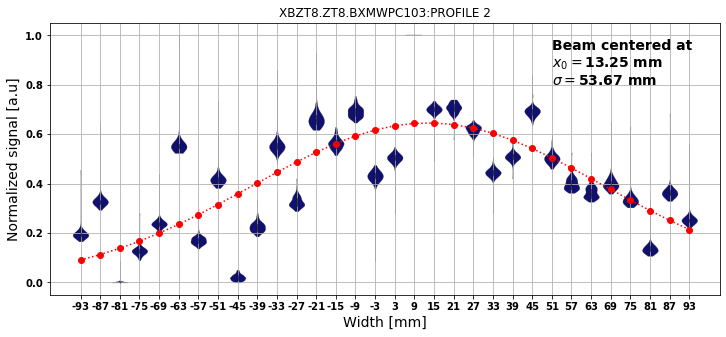 XBZT8.ZT8.BXMWPC103:PROFILE 2
Beam centered at
x₀ = 13.25 mm
σ = 53.67 mm
Normalized signal [a.u]
1.0
0.8
0.6
0.4
0.2
0.0
-93 -87 -81 -75 -69 -63 -57 -51 -45 -39 -33 -27 -21 -15 -9 -3 3 9 15 21 27 33 39 45 51 57 63 69 75 81 87 93
Width [mm]